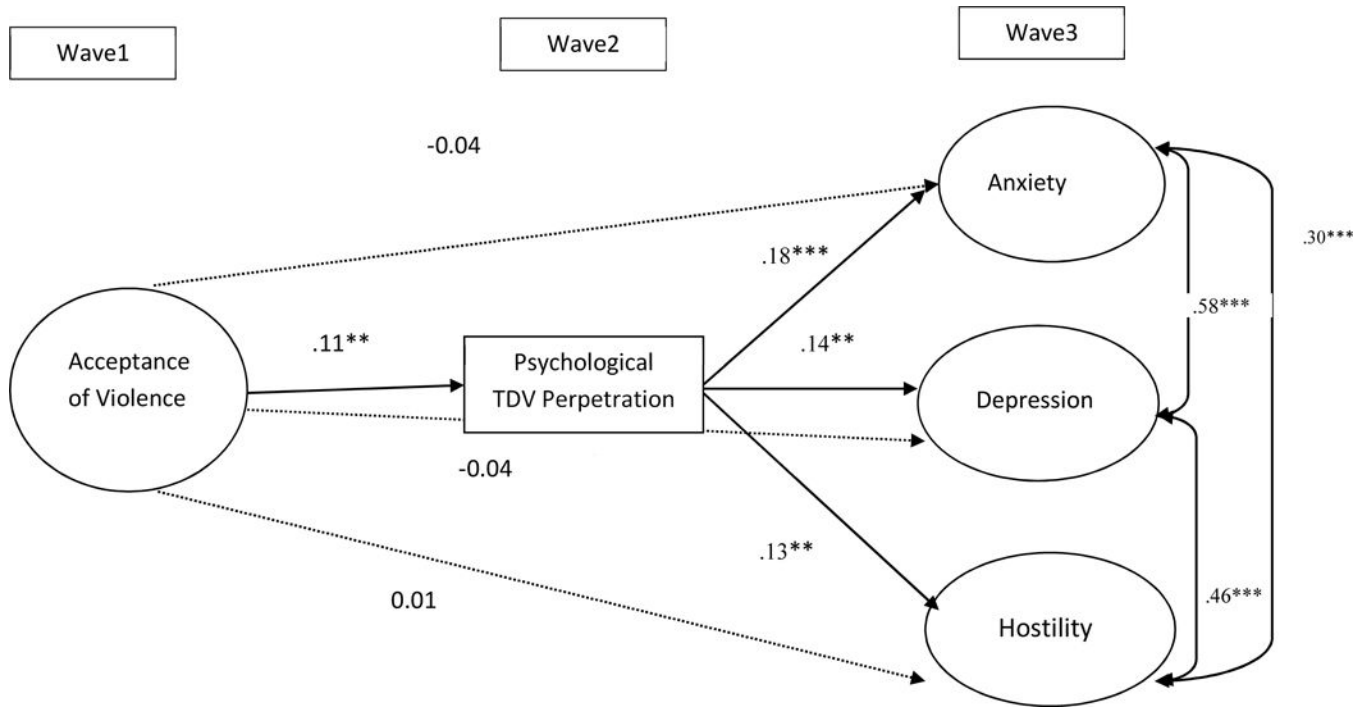 Wave1
Wave2
Wave3
-0.04
Anxiety
.18***
.30***
.58***
Acceptance
of Violence
.11**
Psychological
TDV Perpetration
.14**
Depression
-0.04
.13**
0.01
.46***
Hostility